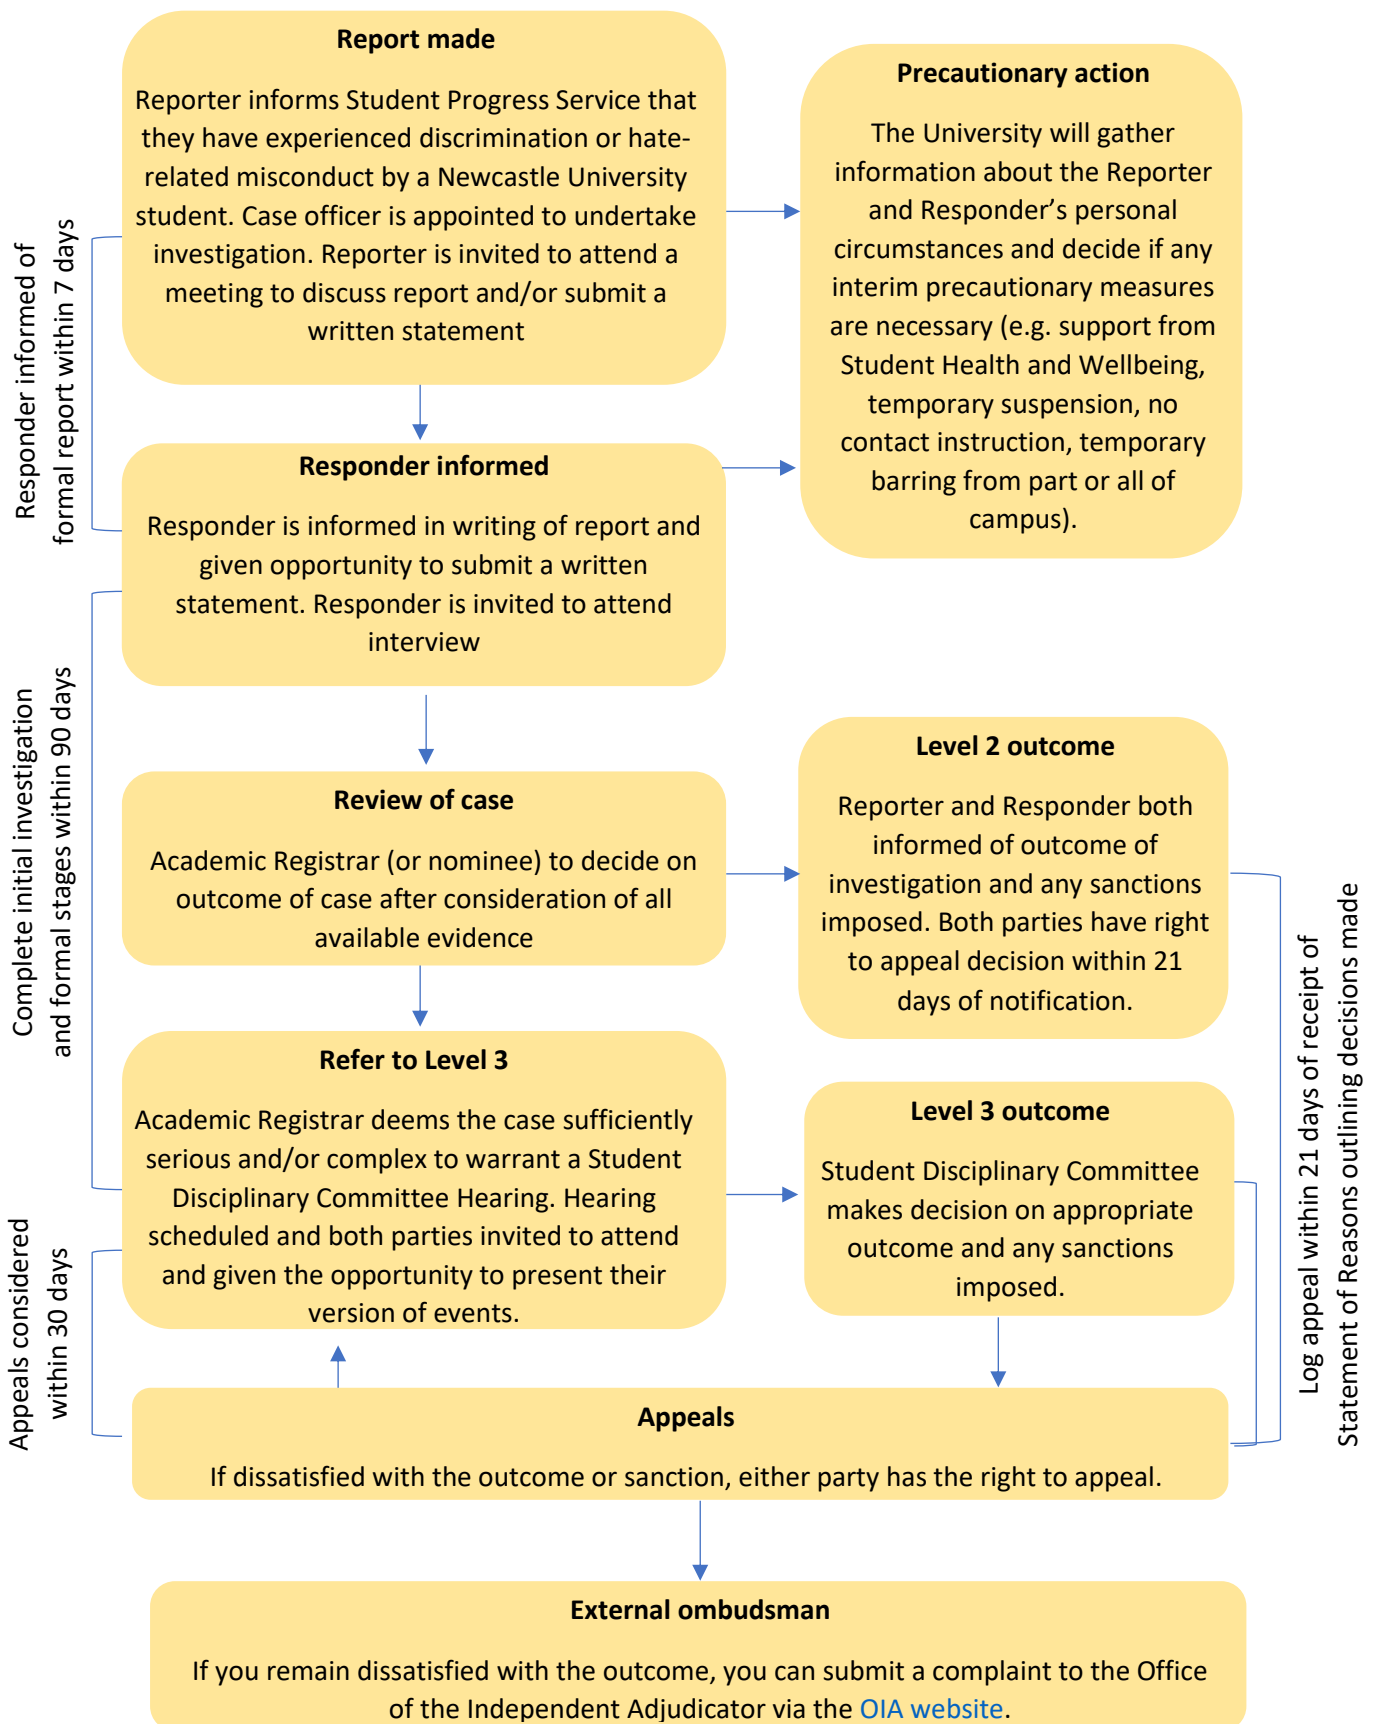 Report made
Reporter informs Student Progress Service that
they have experienced discrimination or hate-
related misconduct by a Newcastle University
student. Case officer is appointed to undertake
investigation. Reporter is invited to attend a
meeting to discuss report and/or submit a
written statement
Precautionary action
The University will gather
information about the Reporter
and Responder’s personal
circumstances and decide if any
interim precautionary measures
are necessary (e.g. support from
Student Health and Wellbeing,
temporary suspension, no
contact instruction, temporary
barring from part or all of
campus).
Responder informed of
formal report within 7 days
Responder informed
Responder is informed in writing of report and
given opportunity to submit a written
statement. Responder is invited to attend
interview
Complete initial investigation
and formal stages within 90 days
Review of case
Academic Registrar (or nominee) to decide on
outcome of case after consideration of all
available evidence
Level 2 outcome
Reporter and Responder both
informed of outcome of
investigation and any sanctions
imposed. Both parties have right
to appeal decision within 21
days of notification.
Refer to Level 3
Academic Registrar deems the case sufficiently
serious and/or complex to warrant a Student
Disciplinary Committee Hearing. Hearing
scheduled and both parties invited to attend
and given the opportunity to present their
version of events.
Level 3 outcome
Student Disciplinary Committee
makes decision on appropriate
outcome and any sanctions
imposed.
Log appeal within 21 days of receipt of
Statement of Reasons outlining decisions made
Appeals considered
within 30 days
Appeals
If dissatisfied with the outcome or sanction, either party has the right to appeal.
External ombudsman
If you remain dissatisfied with the outcome, you can submit a complaint to the Office
of the Independent Adjudicator via the OIA website.